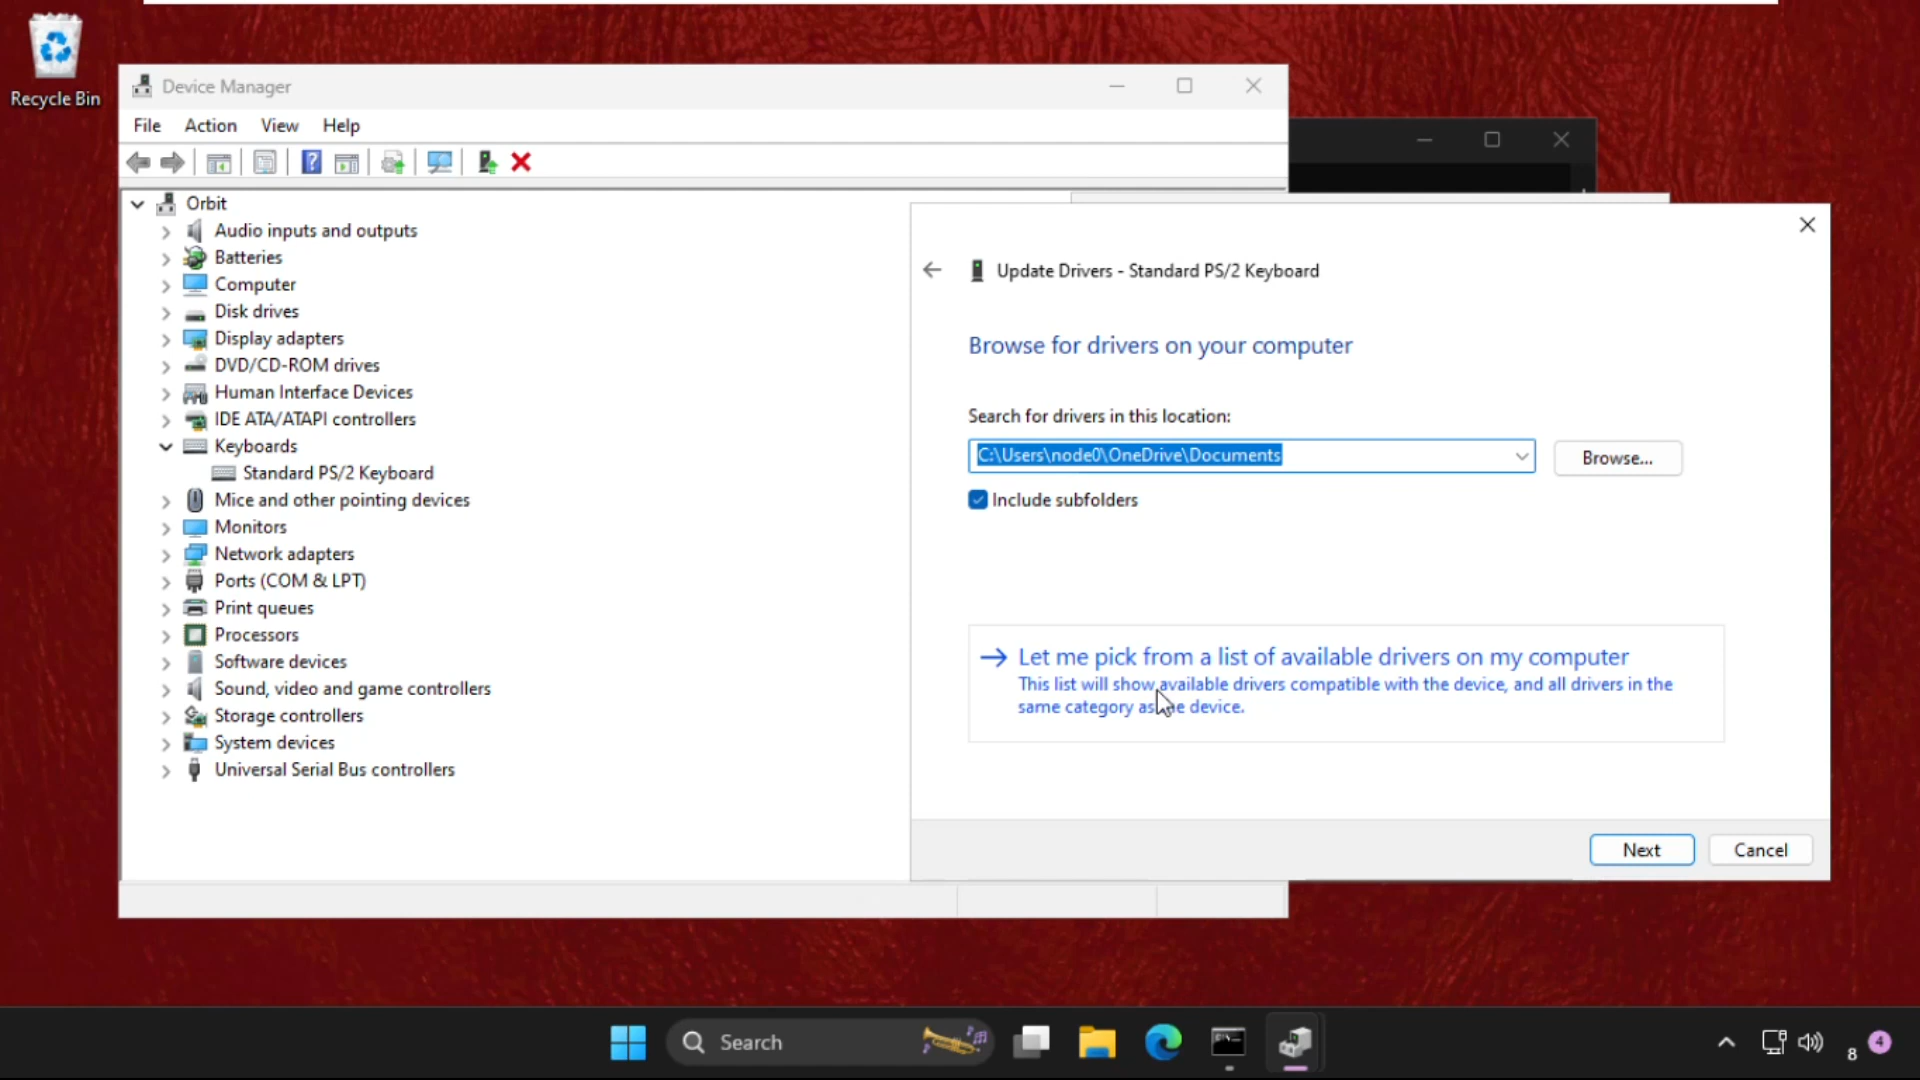 Recycle Bin
Device Manager
File Action View Help
Orbit
Audio inputs and outputs
Batteries
Computer
Disk drives
Display adapters
DVD/CD-ROM drives
Human Interface Devices
IDE ATA/ATAPI controllers
Keyboards
Standard PS/2 Keyboard
Mice and other pointing devices
Monitors
Network adapters
Ports (COM & LPT)
Print queues
Processors
Software devices
Sound, video and game controllers
Storage controllers
System devices
Universal Serial Bus controllers
Update Drivers - Standard PS/2 Keyboard
Browse for drivers on your computer
Search for drivers in this location:
C:\Users\node0\OneDrive\Documents
Browse...
Include subfolders
Let me pick from a list of available drivers on my computer
This list will show available drivers compatible with the device, and all drivers in the
same category as device.
Next Cancel
Search
8 4